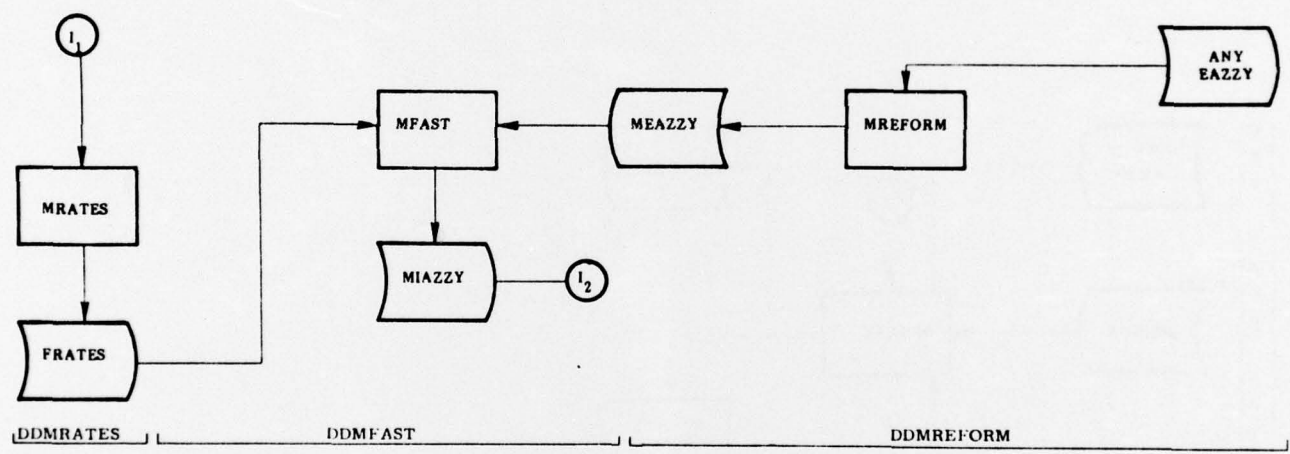 I1
ANY
EAZZY
MFAST
MEAZZY
MREFORM
MRATES
MIAZZY
I2
FRATES
DDMRATES
DDMFAST
DDMREFORM